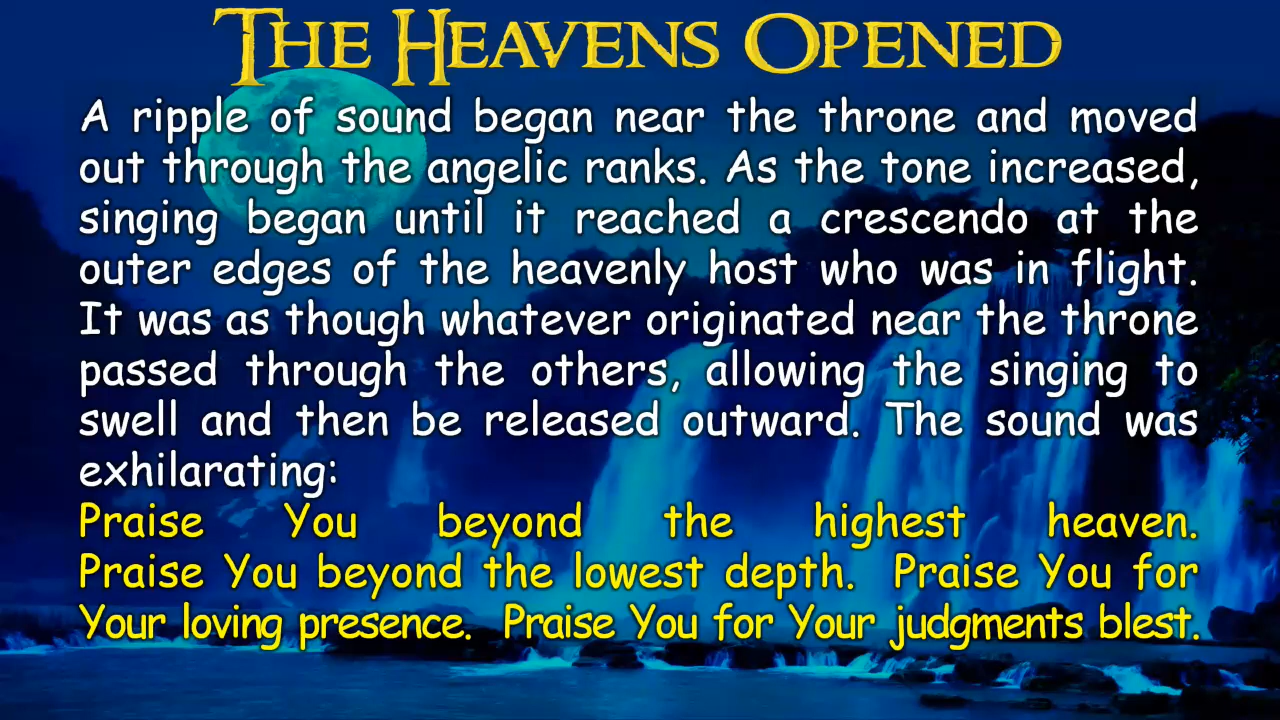 THE HEAVENS OPENED
A ripple of sound began near the throne and moved
out through the angelic ranks. As the tone increased,
singing began until it reached a crescendo at the
outer edges of the heavenly host who was in flight.
It was as though whatever originated near the throne
passed through the others, allowing the singing to
swell and then be released outward. The sound was
exhilarating:
Praise You beyond the highest heaven.
Praise You beyond the lowest depth. Praise You for
Your loving presence. Praise You for Your judgments blest.